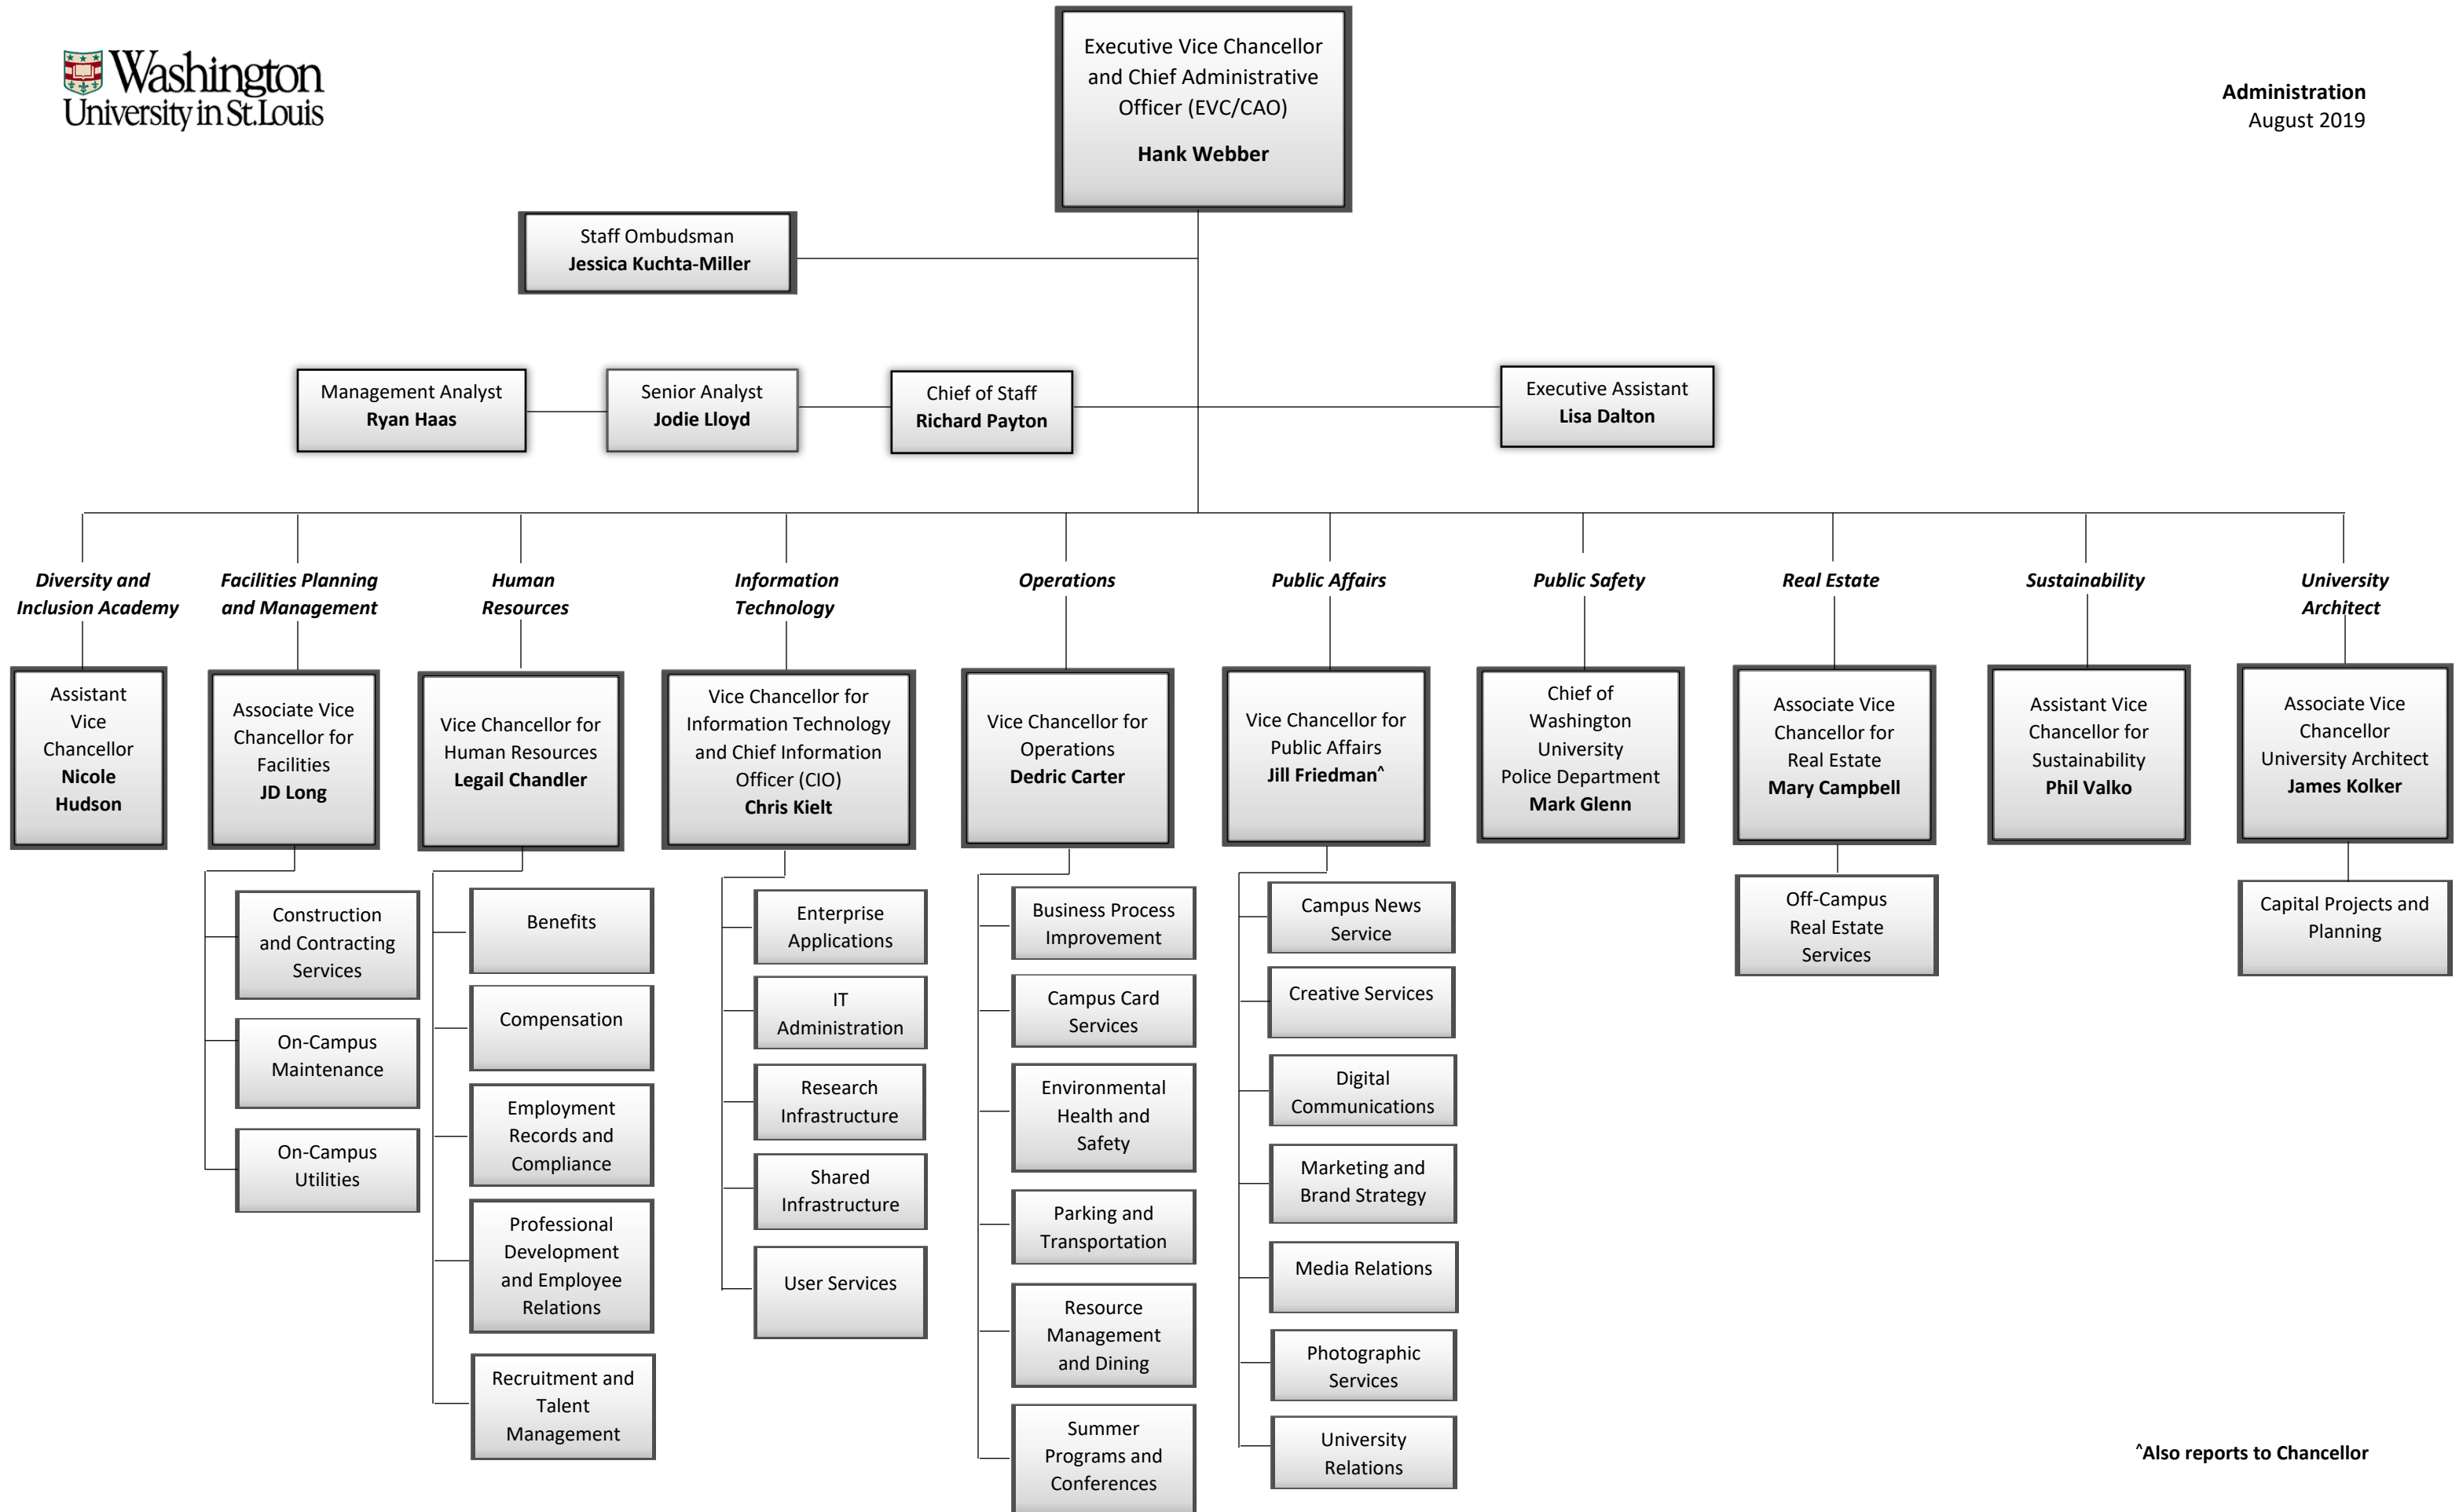 Washington
University in St.Louis
Executive Vice Chancellor
and Chief Administrative
Officer (EVC/CAO)
Hank Webber
Administration
August 2019
Staff Ombudsman
Jessica Kuchta-Miller
Management Analyst
Ryan Haas
Senior Analyst
Jodie Lloyd
Chief of Staff
Richard Payton
Executive Assistant
Lisa Dalton
Diversity and
Inclusion Academy
Facilities Planning
and Management
Human
Resources
Information
Technology
Operations
Public Affairs
Public Safety
Real Estate
Sustainability
University
Architect
Assistant
Vice
Chancellor
Nicole
Hudson
Associate Vice
Chancellor for
Facilities
JD Long
Vice Chancellor for
Human Resources
Legail Chandler
Vice Chancellor for
Information Technology
and Chief Information
Officer (CIO)
Chris Kielt
Vice Chancellor for
Operations
Dedric Carter
Vice Chancellor for
Public Affairs
Jill Friedman^
Chief of
Washington
University
Police Department
Mark Glenn
Associate Vice
Chancellor for
Real Estate
Mary Campbell
Assistant Vice
Chancellor for
Sustainability
Phil Valko
Associate Vice
Chancellor
University Architect
James Kolker
Construction
and Contracting
Services
On-Campus
Maintenance
On-Campus
Utilities
Benefits
Compensation
Employment
Records and
Compliance
Professional
Development
and Employee
Relations
Recruitment and
Talent
Management
Enterprise
Applications
IT
Administration
Research
Infrastructure
Shared
Infrastructure
User Services
Business Process
Improvement
Campus Card
Services
Environmental
Health and
Safety
Parking and
Transportation
Resource
Management
and Dining
Summer
Programs and
Conferences
Campus News
Service
Creative Services
Digital
Communications
Marketing and
Brand Strategy
Media Relations
Photographic
Services
University
Relations
Off-Campus
Real Estate
Services
Capital Projects and
Planning
^Also reports to Chancellor